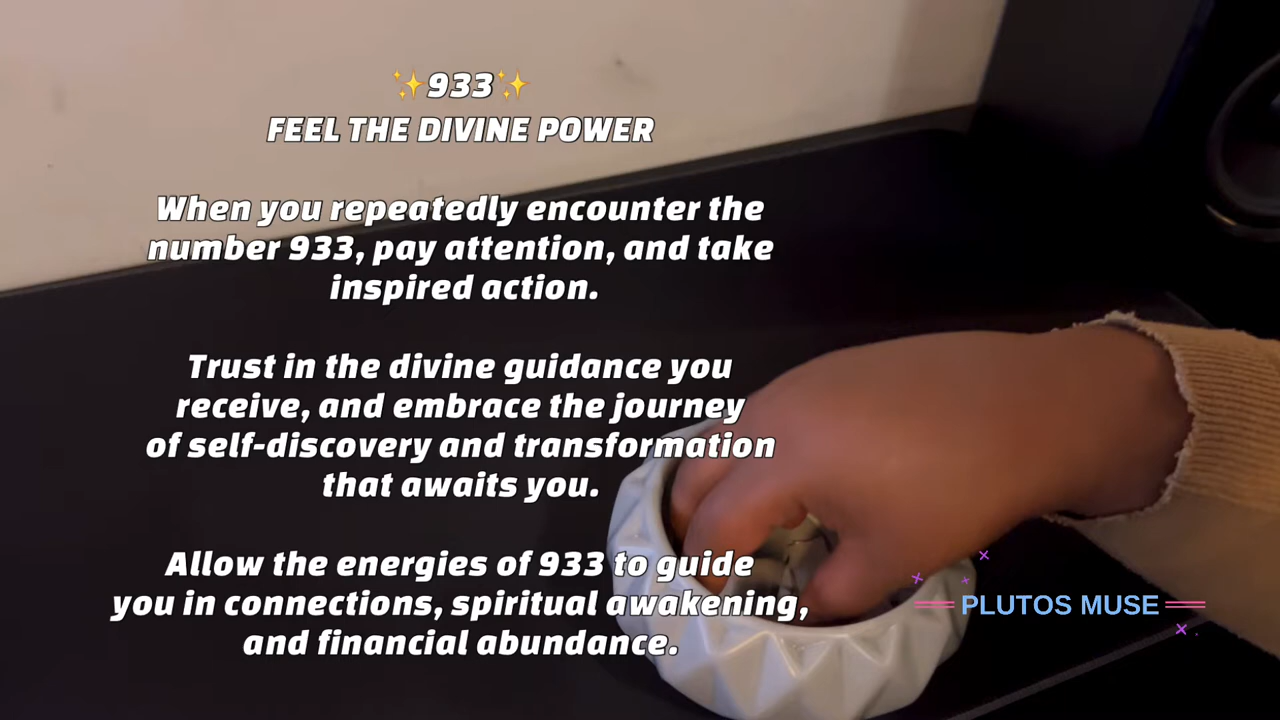 ✨933✨
FEEL THE DIVINE POWER
When you repeatedly encounter the
number 933, pay attention, and take
inspired action.
Trust in the divine guidance you
receive, and embrace the journey
of self-discovery and transformation
that awaits you.
Allow the energies of 933 to guide
you in connections, spiritual awakening,
and financial abundance.
PLUTOS MUSE